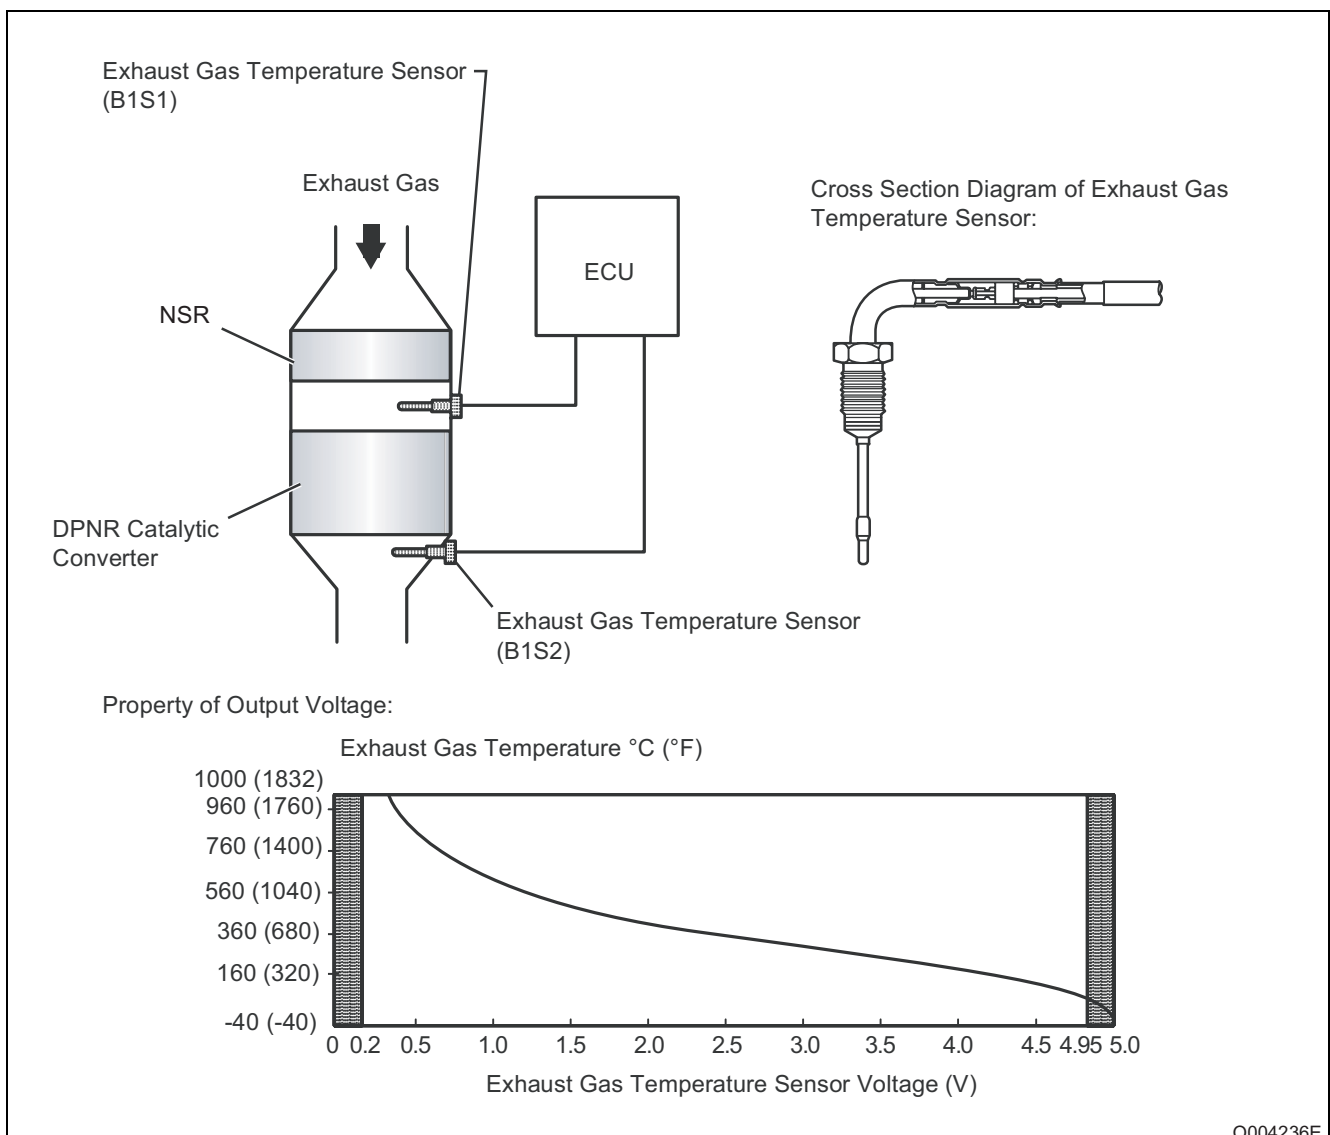 Exhaust Gas Temperature Sensor
(B1S1)
Exhaust Gas
ECU
NSR
DPNR Catalytic
Converter
Exhaust Gas Temperature Sensor
(B1S2)
Cross Section Diagram of Exhaust Gas
Temperature Sensor:
Property of Output Voltage:
Exhaust Gas Temperature °C (°F)
1000 (1832)
960 (1760)
760 (1400)
560 (1040)
360 (680)
160 (320)
-40 (-40)
0 0.2 0.5 1.0 1.5 2.0 2.5 3.0 3.5 4.0 4.5 4.95 5.0
Exhaust Gas Temperature Sensor Voltage (V)
Q004236E